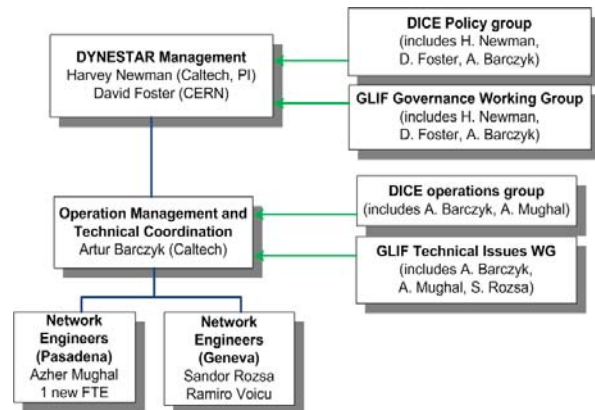 DYNESTAR Management
Harvey Newman (Caltech, PI)
David Foster (CERN)
DICE Policy group
(includes H. Newman,
D. Foster, A. Barczyk)
GLIF Governance Working Group
(includes H. Newman,
D. Foster, A. Barczyk)
Operation Management and
Technical Coordination
Artur Barczyk (Caltech)
DICE operations group
(includes A. Barczyk, A. Mughal)
GLIF Technical Issues WG
(includes A. Barczyk,
A. Mughal, S. Rozsa)
Network
Engineers
(Pasadena)
Azher Mughal
1 new FTE
Network
Engineers
(Geneva)
Sandor Rozsa
Ramiro Voicu